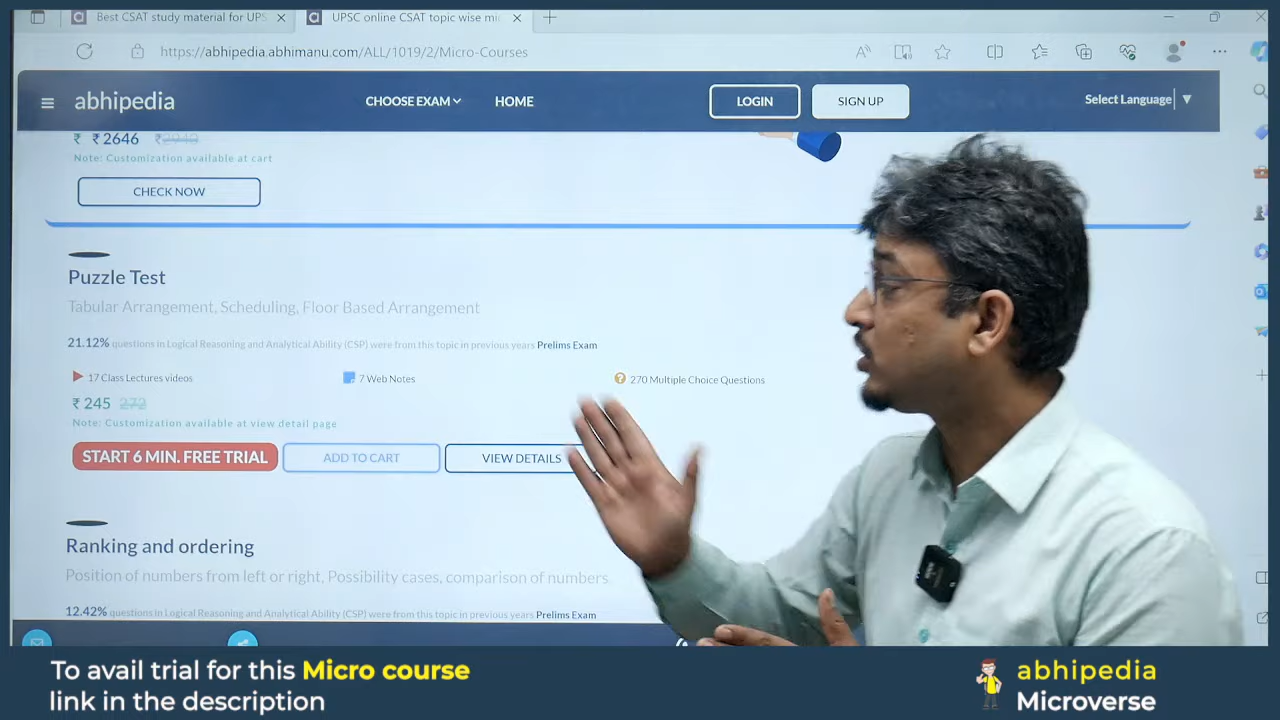 Best CSAT study material for UPS
UPSC online CSAT topic wise mi
https://abhipedia.abhimanu.com/ALL/1019/2/Micro-Courses
abhipedia
CHOOSE EXAM
HOME
LOGIN
SIGN UP
Select Language
₹ ₹ 2646 ₹2940
Note: Customization available at cart
CHECK NOW
Puzzle Test
Tabular Arrangement, Scheduling, Floor Based Arrangement
21.12% questions in Logical Reasoning and Analytical Ability (CSP) were from this topic in previous years Prelims Exam
17 Class Lectures videos
7 Web Notes
270 Multiple Choice Questions
₹ 245 272
Note: Customization available at view detail page
START 6 MIN. FREE TRIAL
ADD TO CART
VIEW DETAILS
Ranking and ordering
Position of numbers from left or right, Possibility cases, comparison of numbers
12.42% questions in Logical Reasoning and Analytical Ability (CSP) were from this topic in previous years Prelims Exam
To avail trial for this Micro course
link in the description
abhipedia
Microverse